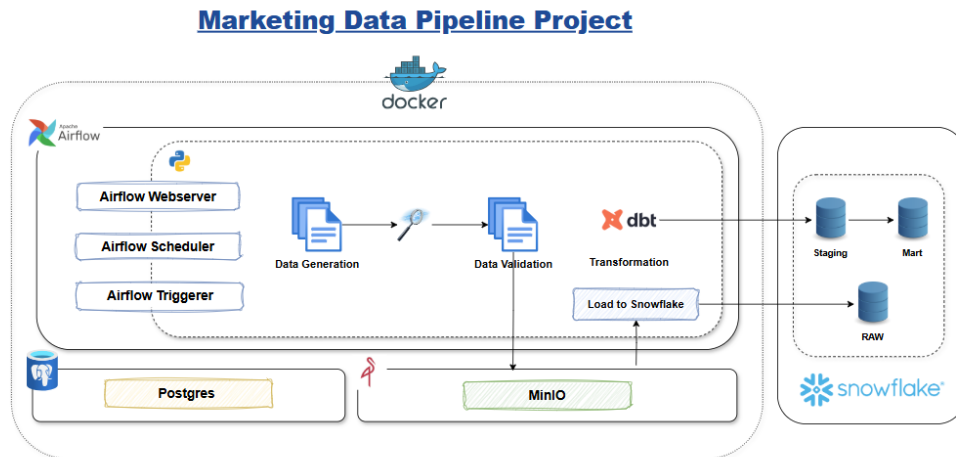 Marketing Data Pipeline Project
docker
Apache
Airflow
Airflow Webserver
Airflow Scheduler
Airflow Triggerer
Data Generation
Data Validation
dbt
Transformation
Load to Snowflake
Staging
Mart
RAW
Postgres
MinIO
snowflake®